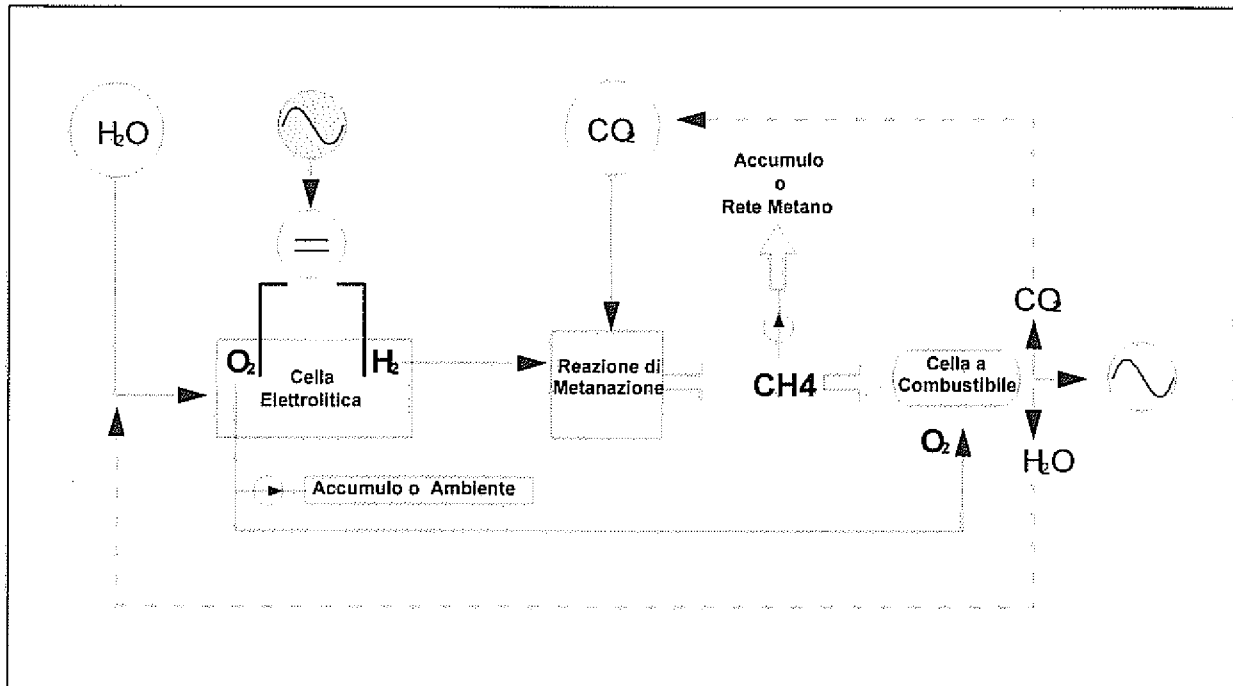 H₂O
CO₂
Accumulo
o
Rete Metano
CO₂
O₂
H₂
Cella
Elettrolitica
Reazione di
Metanazione
CH4
Cella a
Combustibile
O₂
H₂O
Accumulo o Ambiente